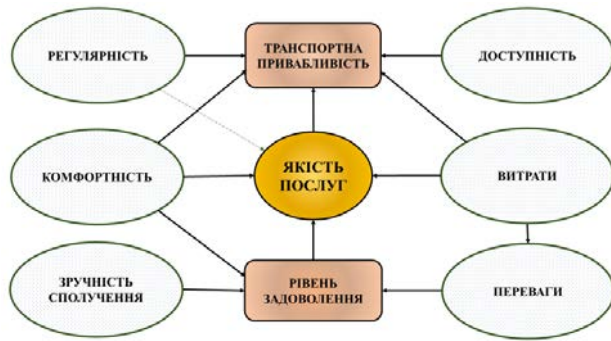 РЕГУЛЯРНІСТЬ
ТРАНСПОРТНА
ПРИВАБЛИВІСТЬ
ДОСТУПНІСТЬ
КОМФОРТНІСТЬ
ЯКІСТЬ
ПОСЛУГ
ВИТРАТИ
ЗРУЧНІСТЬ
СПОЛУЧЕННЯ
РІВЕНЬ
ЗАДОВОЛЕННЯ
ПЕРЕВАГИ